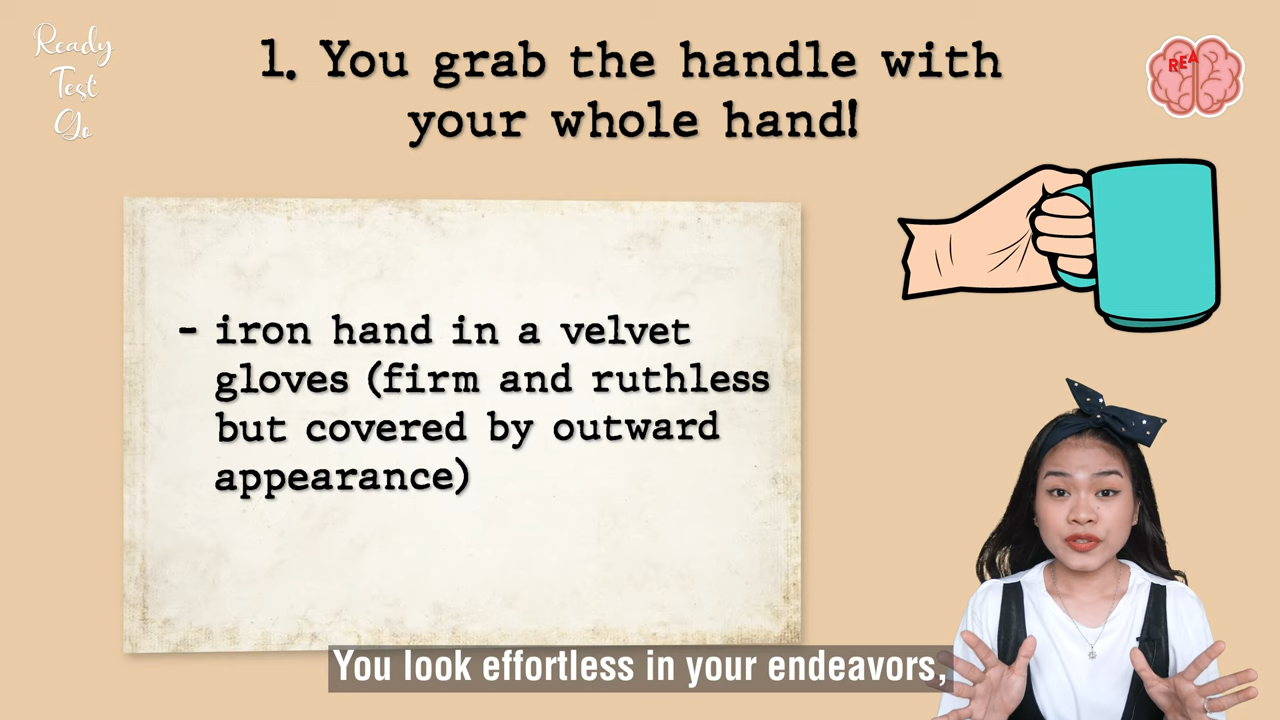 Ready
Test
Go
1. You grab the handle with
your whole hand!
REA
- iron hand in a velvet
gloves (firm and ruthless
but covered by outward
appearance)
You look effortless in your endeavors,